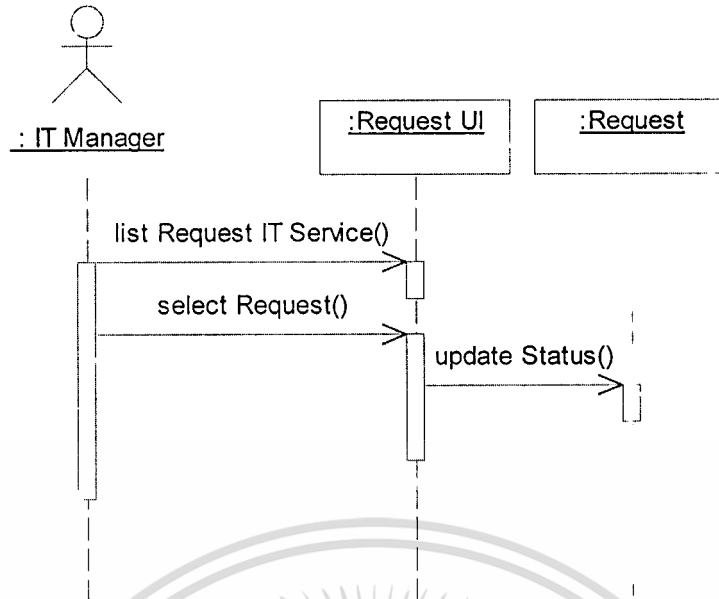 : IT Manager
:Request UI
:Request
list Request IT Service()
select Request()
update Status()